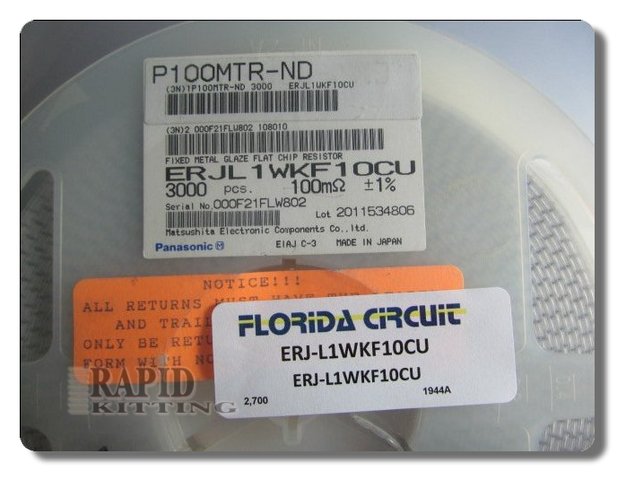 P100MTR-ND
(3N)1P100MTR-ND 3000 ERJL1WKF10CU
(3N)2 000F21FLW802 108010
FIXED METAL GLAZE FLAT CHIP RESISTOR
ERJL1WKF10CU
3000 pcs. 100mΩ ±1%
Serial No. 000F21FLW802
Lot 2011534806
Matsushita Electronic Components Co.,ltd.
Panasonic EIAJ C-3 MADE IN JAPAN
NOTICE!!!
ALL RETURNS MUST HAVE
AND
ONLY BE
FORM WITH
FLORIDA CIRCUIT
ERJ-L1WKF10CU
ERJ-L1WKF10CU
2,700 1944A
RAPID
KITTING